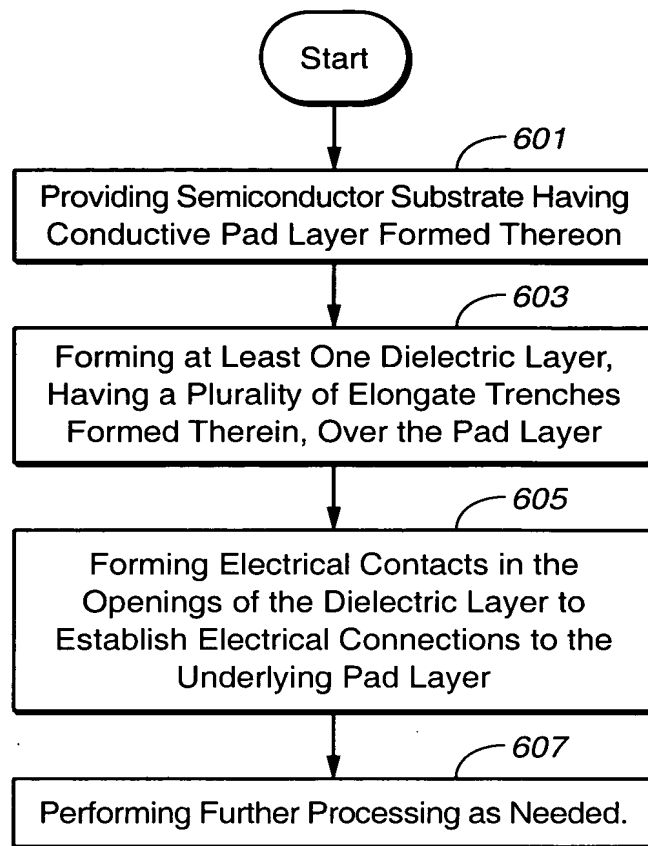 Start
601
Providing Semiconductor Substrate Having
Conductive Pad Layer Formed Thereon
603
Forming at Least One Dielectric Layer,
Having a Plurality of Elongate Trenches
Formed Therein, Over the Pad Layer
605
Forming Electrical Contacts in the
Openings of the Dielectric Layer to
Establish Electrical Connections to the
Underlying Pad Layer
607
Performing Further Processing as Needed.